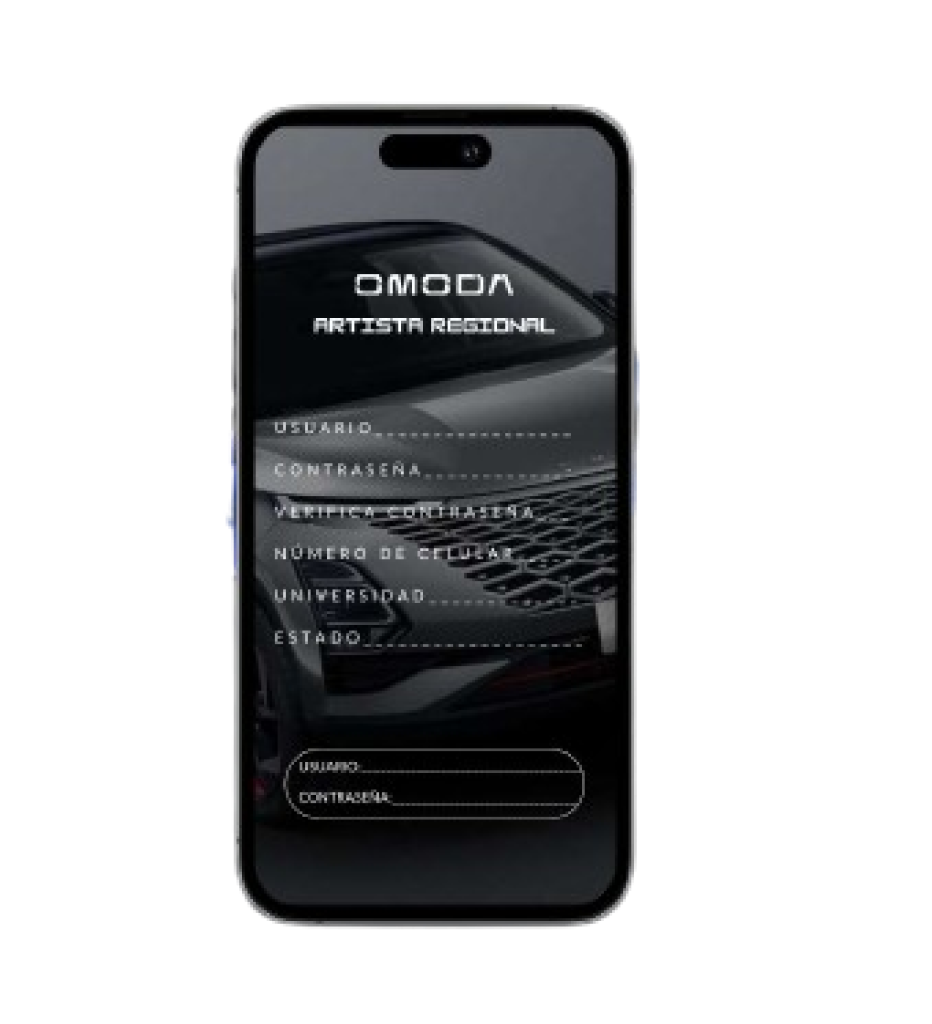 OMODA
ARTISTA REGIONAL
USUARIO
CONTRASEÑA
VERIFICA CONTRASEÑA
NÚMERO DE CELULAR
UNIVERSIDAD
ESTADO
USUARIO:
CONTRASEÑA: